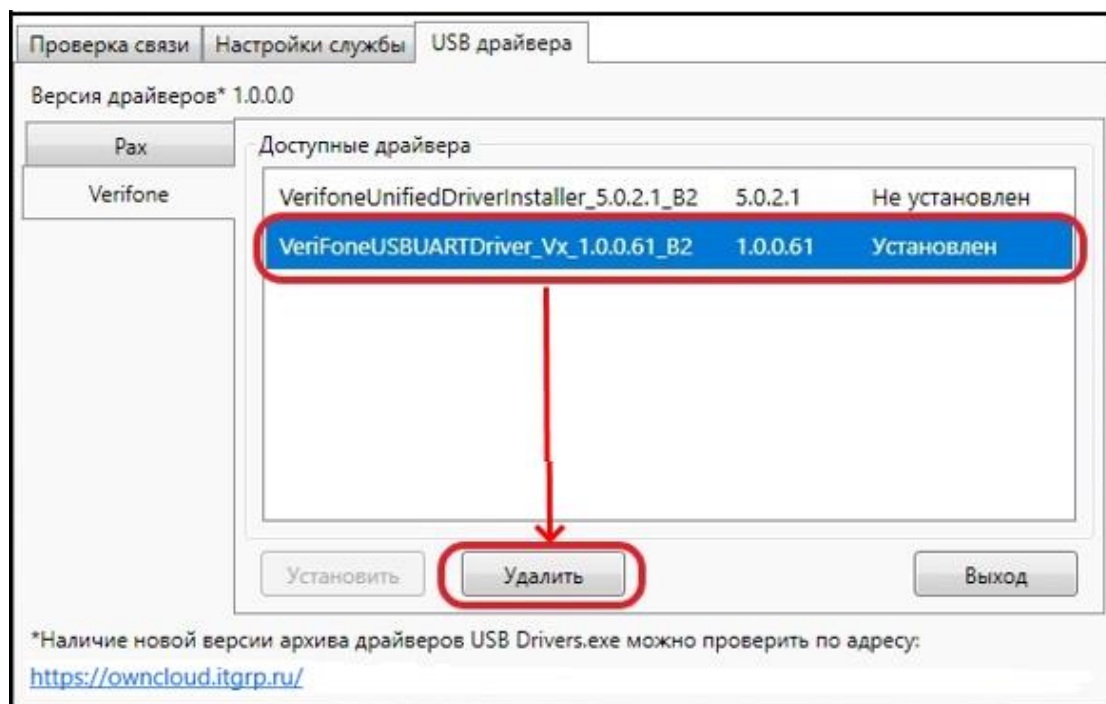 Проверка связи Настройки службы USB драйвера
Версия драйверов* 1.0.0.0
Pax
Verifone
Доступные драйвера
VerifoneUnifiedDriverInstaller_5.0.2.1_B2 5.0.2.1 Не установлен
VeriFoneUSBUARTDriver_Vx_1.0.0.61_B2 1.0.0.61 Установлен
Установить Удалить Выход
*Наличие новой версии архива драйверов USB Drivers.exe можно проверить по адресу:
https://owncloud.itgrp.ru/